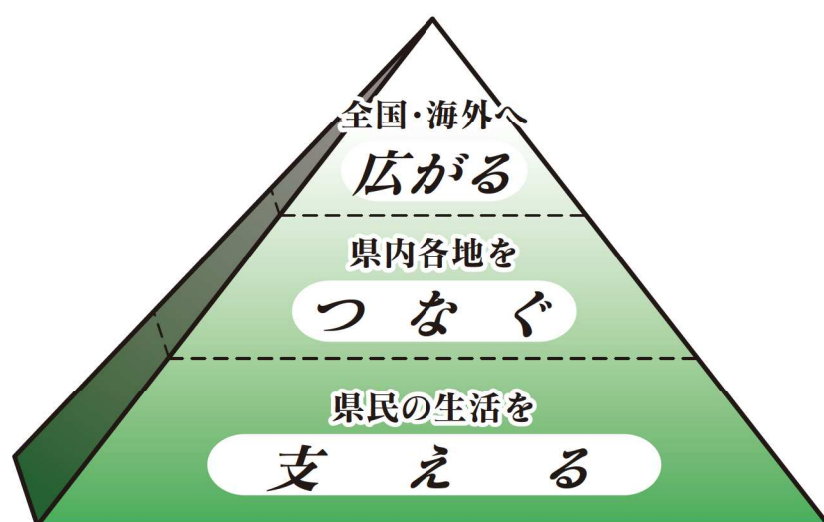 全国・海外へ
広がる
県内各地を
つなぐ
県民の生活を
支える